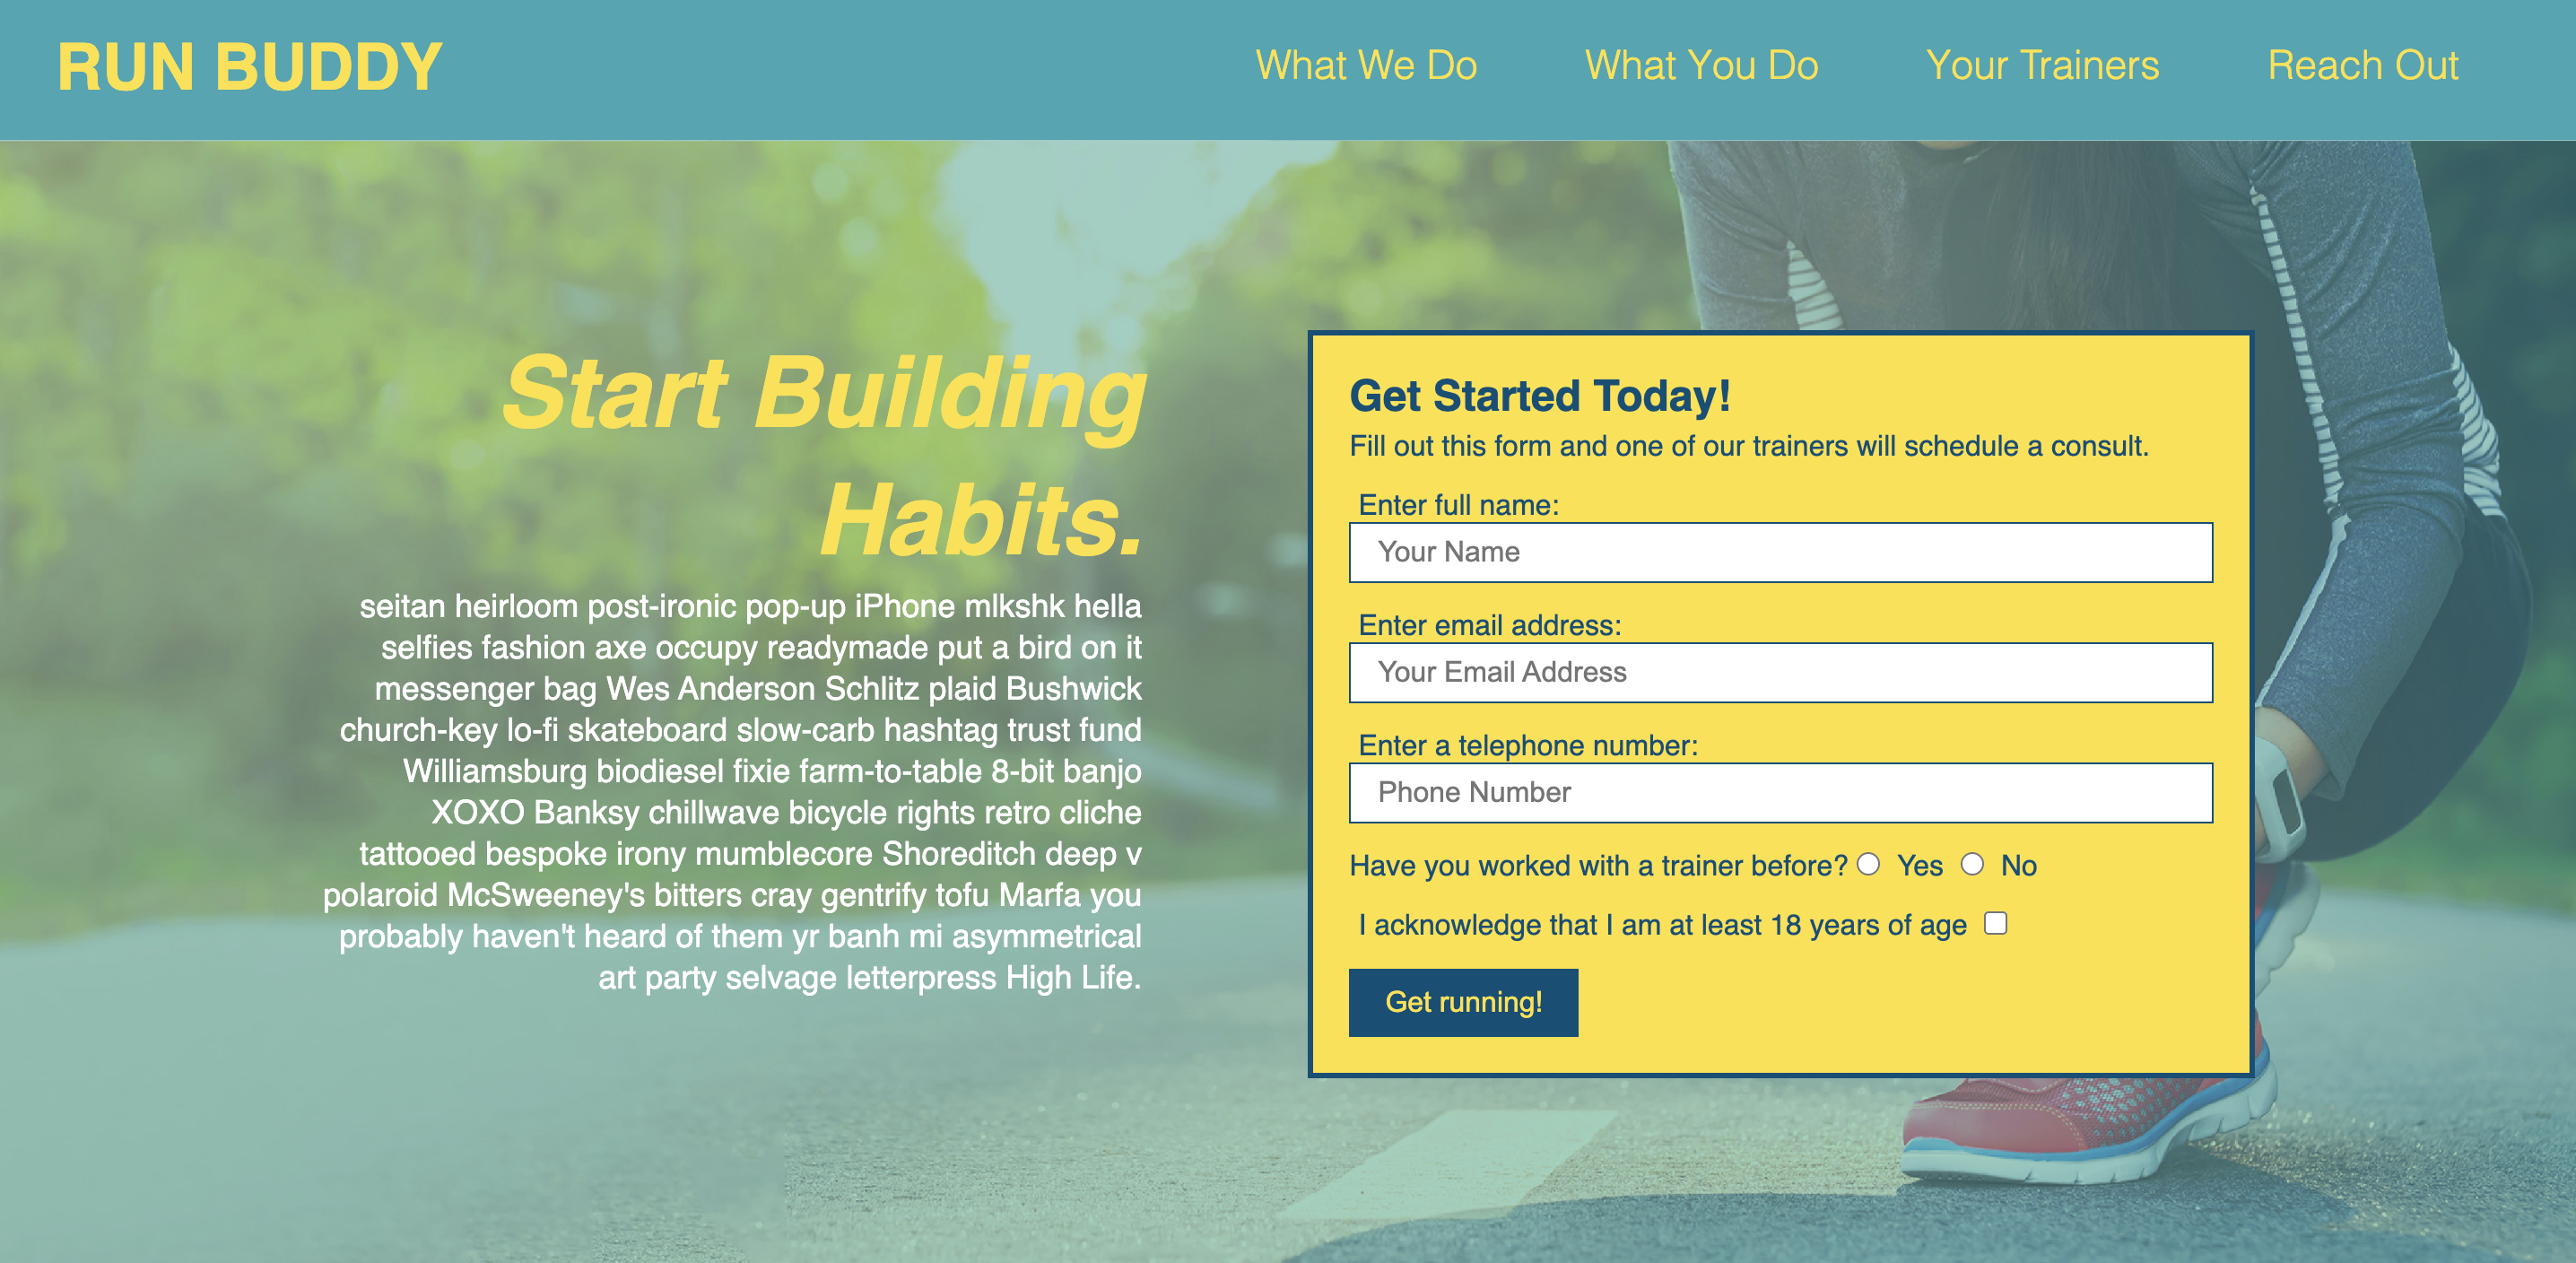 RUN BUDDY
What We Do
What You Do
Your Trainers
Reach Out
Start Building
Habits.
seitan heirloom post-ironic pop-up iPhone mlkshk hella
selfies fashion axe occupy readymade put a bird on it
messenger bag Wes Anderson Schlitz plaid Bushwick
church-key lo-fi skateboard slow-carb hashtag trust fund
Williamsburg biodiesel fixie farm-to-table 8-bit banjo
XOXO Banksy chillwave bicycle rights retro cliche
tattooed bespoke irony mumblecore Shoreditch deep v
polaroid McSweeney's bitters cray gentrify tofu Marfa you
probably haven't heard of them yr banh mi asymmetrical
art party selvage letterpress High Life.
Get Started Today!
Fill out this form and one of our trainers will schedule a consult.
Enter full name:
Your Name
Enter email address:
Your Email Address
Enter a telephone number:
Phone Number
Have you worked with a trainer before? Yes No
I acknowledge that I am at least 18 years of age
Get running!